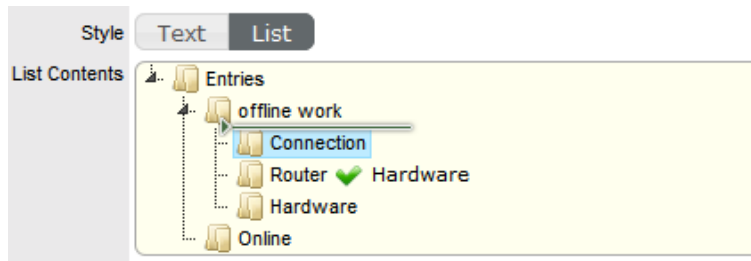 Style Text List
List Contents Entries
offline work
Connection
Router Hardware
Hardware
Online